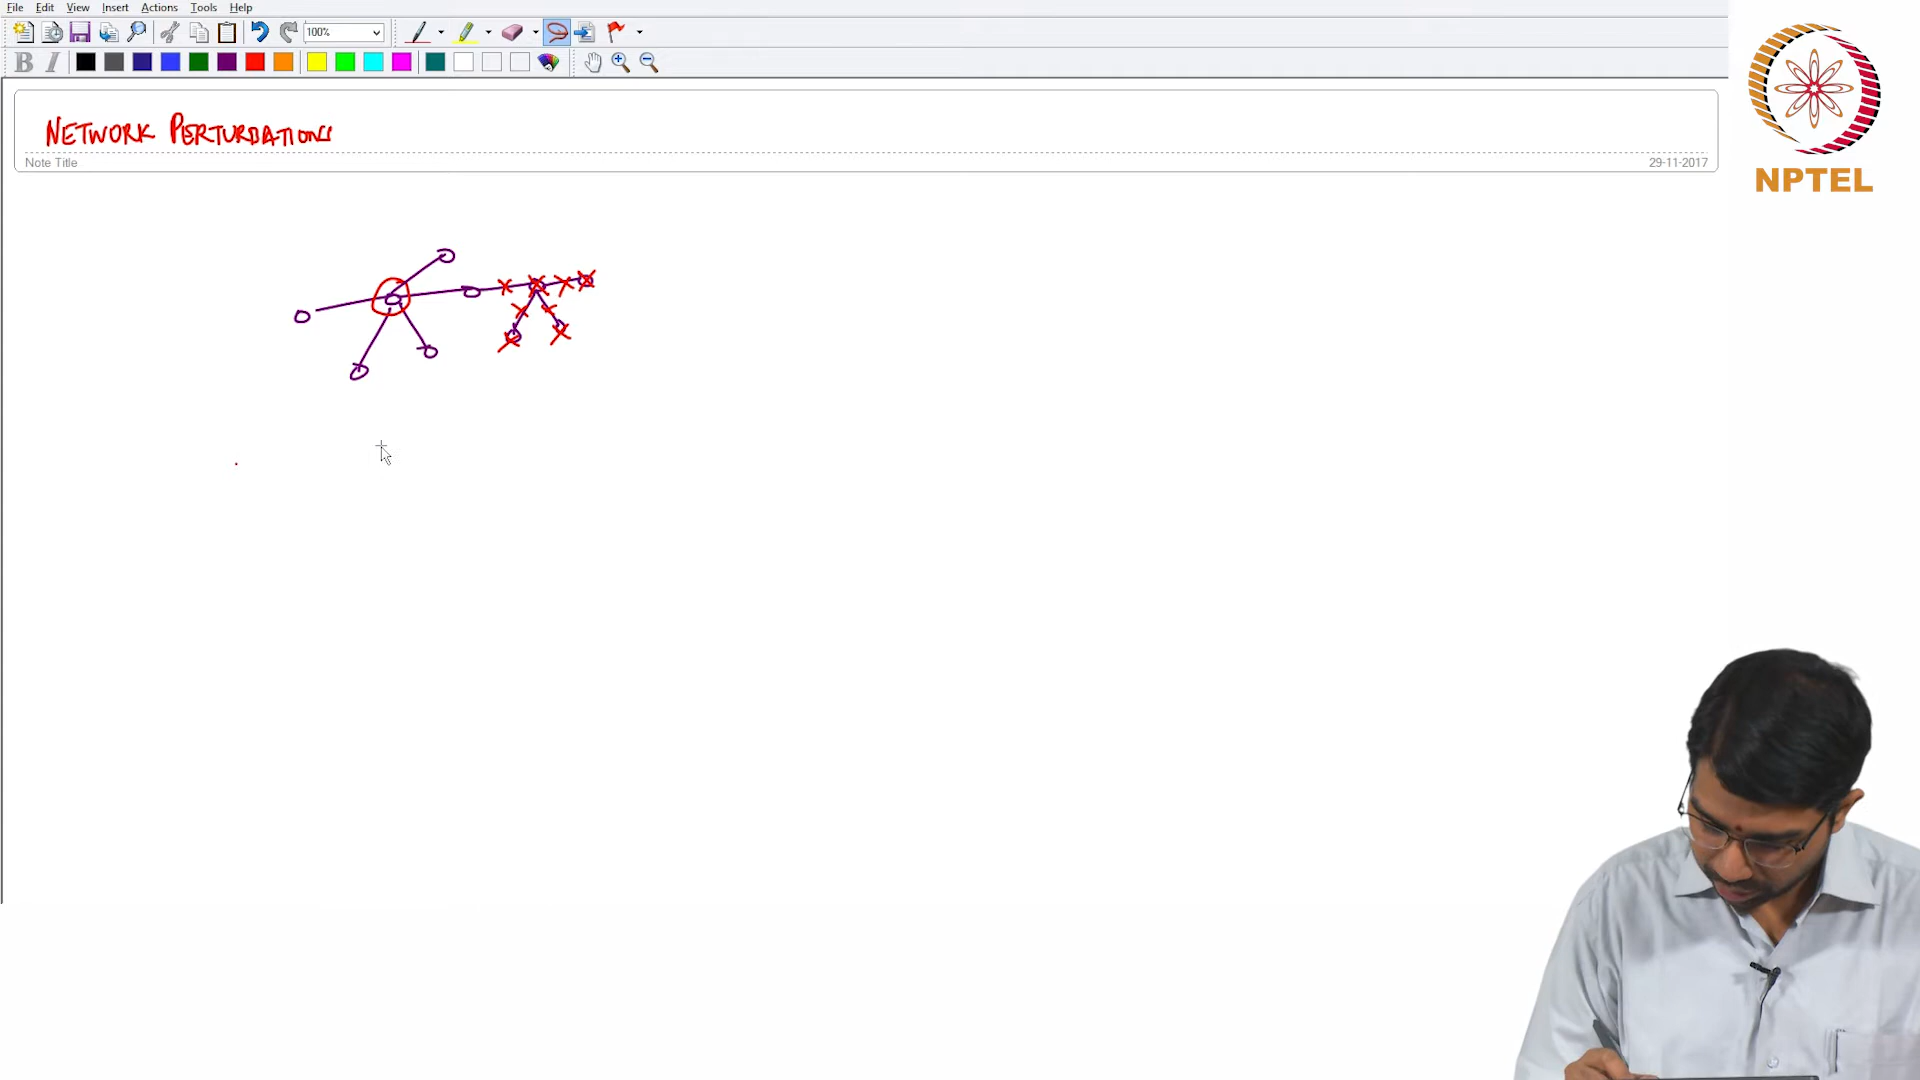 File Edit View Insert Actions Tools Help
100%
B I
NETWORK PERTURBATIONS
Note Title
29-11-2017
NPTEL